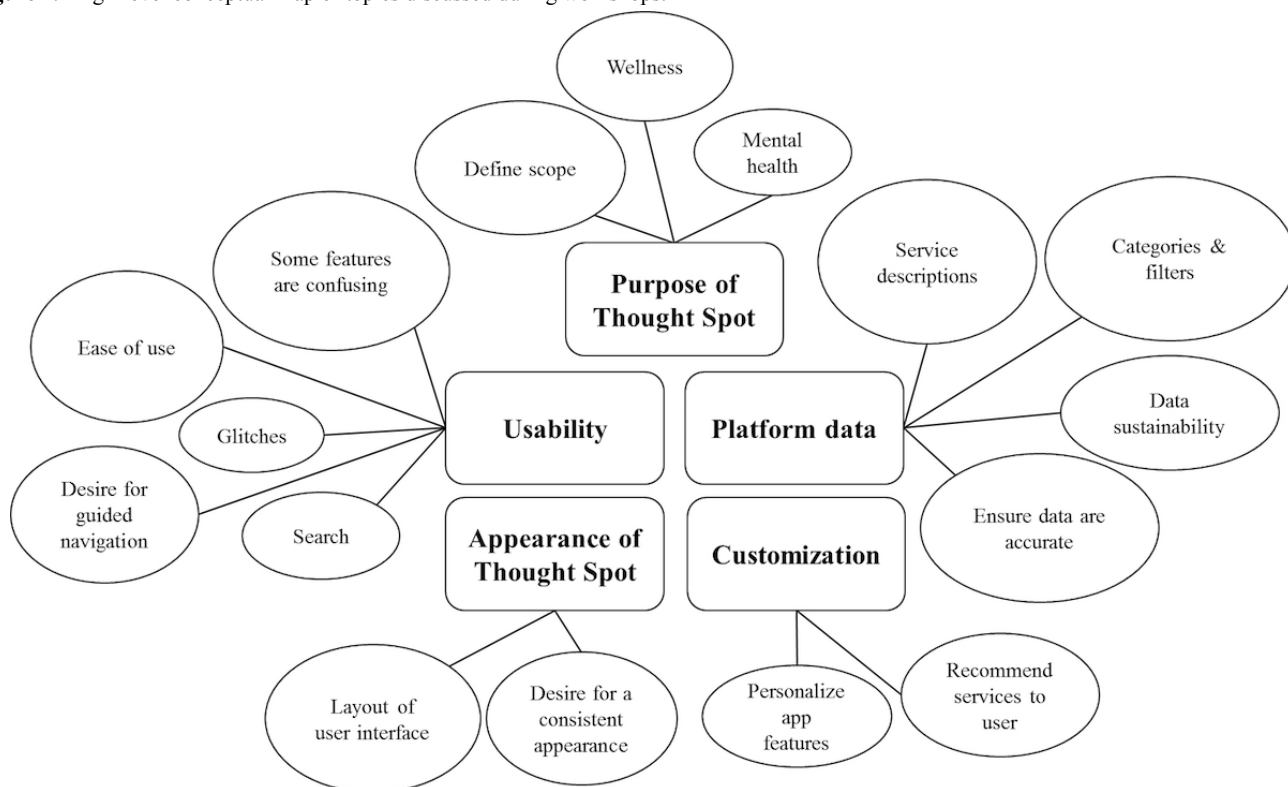 Wellness
Define scope
Mental
health
Purpose of
Thought Spot
Some features
are confusing
Service
descriptions
Categories &
filters
Ease of use
Usability
Platform data
Data
sustainability
Glitches
Desire for
guided
navigation
Search
Ensure data are
accurate
Appearance of
Thought Spot
Customization
Layout of
user interface
Desire for a
consistent
appearance
Personalize
app
features
Recommend
services to
user